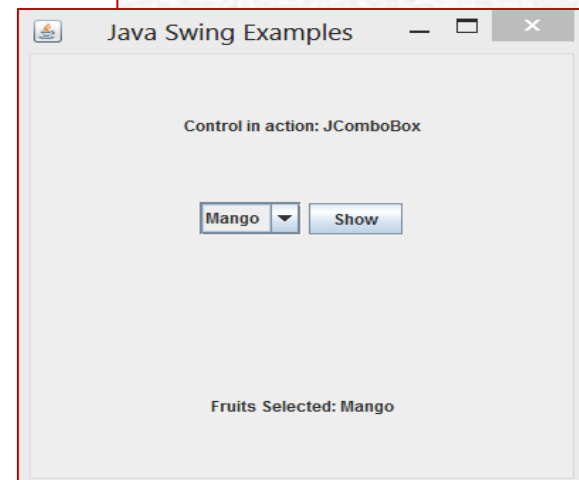 Java Swing Examples
Control in action: JComboBox
Mango Show
Fruits Selected: Mango